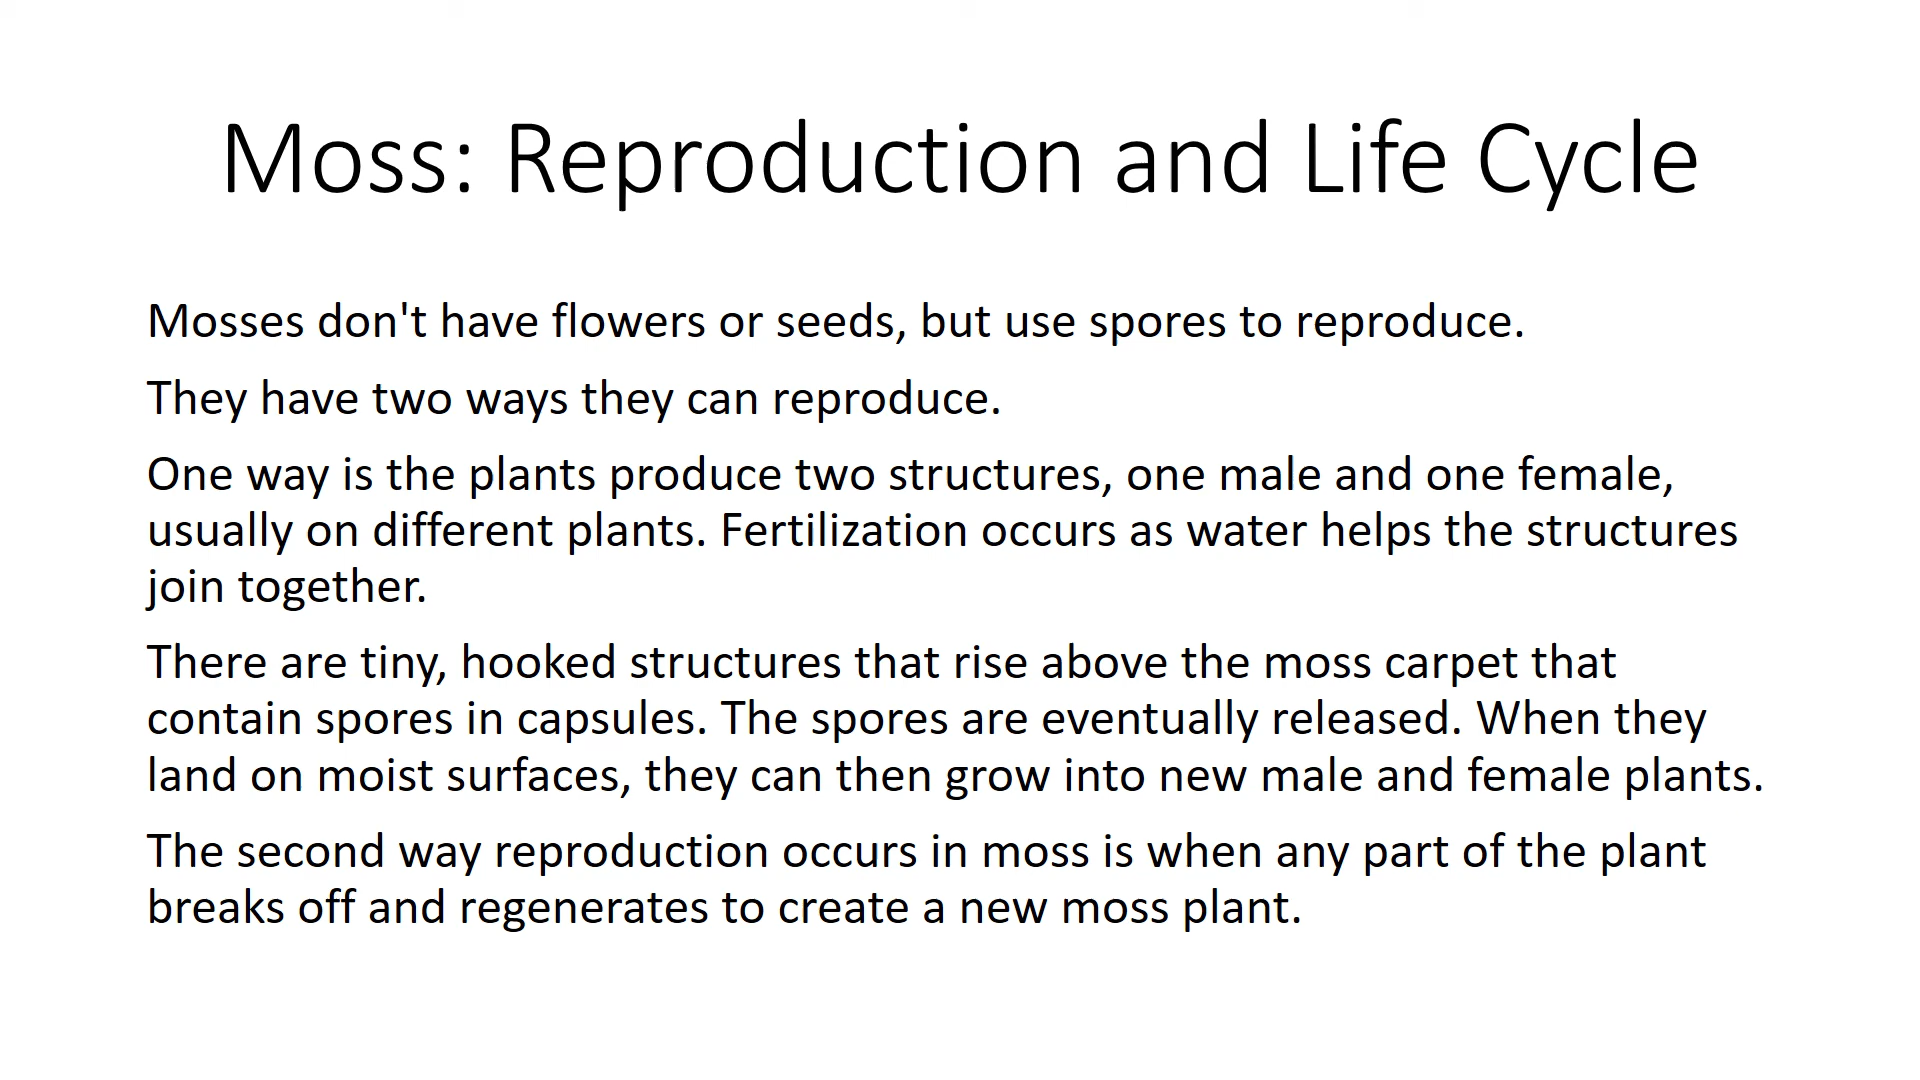 Moss: Reproduction and Life Cycle
Mosses don't have flowers or seeds, but use spores to reproduce.
They have two ways they can reproduce.
One way is the plants produce two structures, one male and one female,
usually on different plants. Fertilization occurs as water helps the structures
join together.
There are tiny, hooked structures that rise above the moss carpet that
contain spores in capsules. The spores are eventually released. When they
land on moist surfaces, they can then grow into new male and female plants.
The second way reproduction occurs in moss is when any part of the plant
breaks off and regenerates to create a new moss plant.